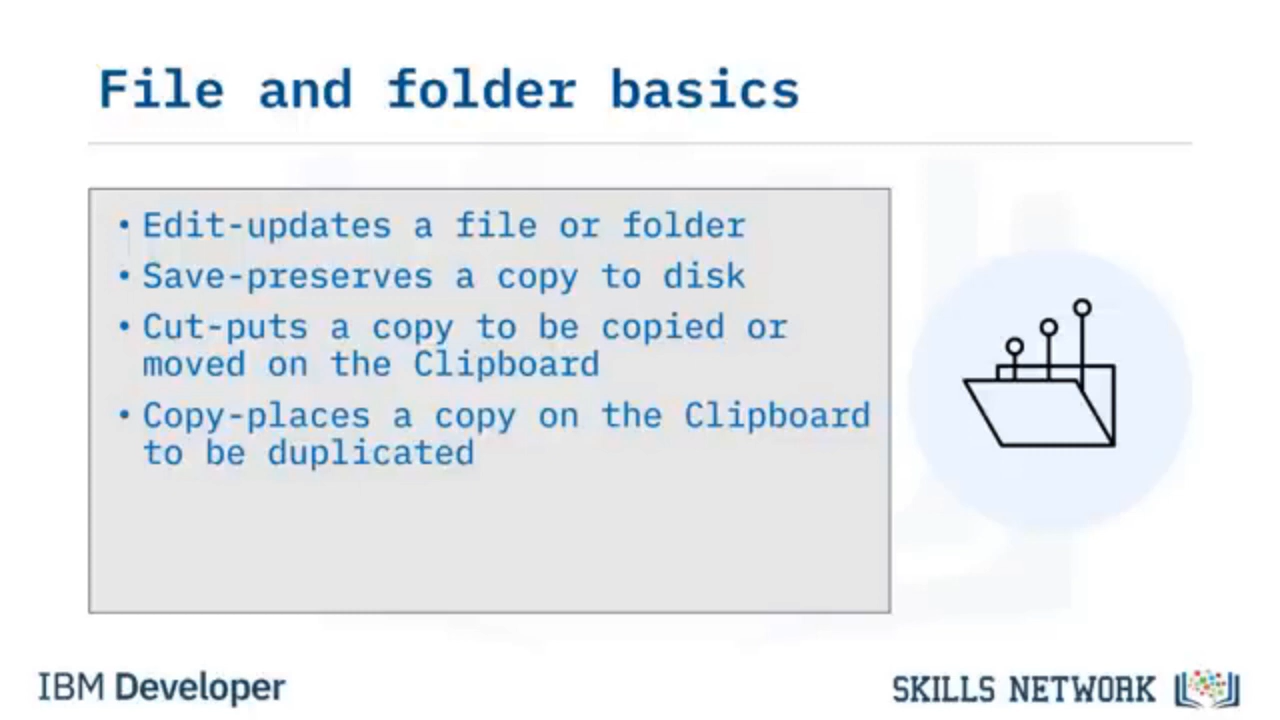 File and folder basics
• Edit-updates a file or folder
• Save-preserves a copy to disk
• Cut-puts a copy to be copied or
moved on the Clipboard
• Copy-places a copy on the Clipboard
to be duplicated
IBM Developer
SKILLS NETWORK